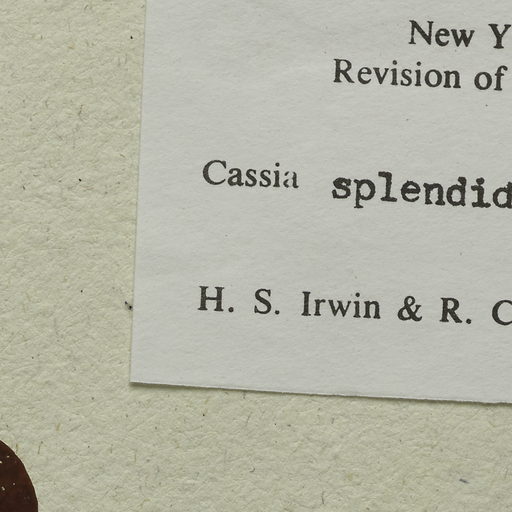 New Y
Revision of
Cassia splendid
H. S. Irwin & R. C